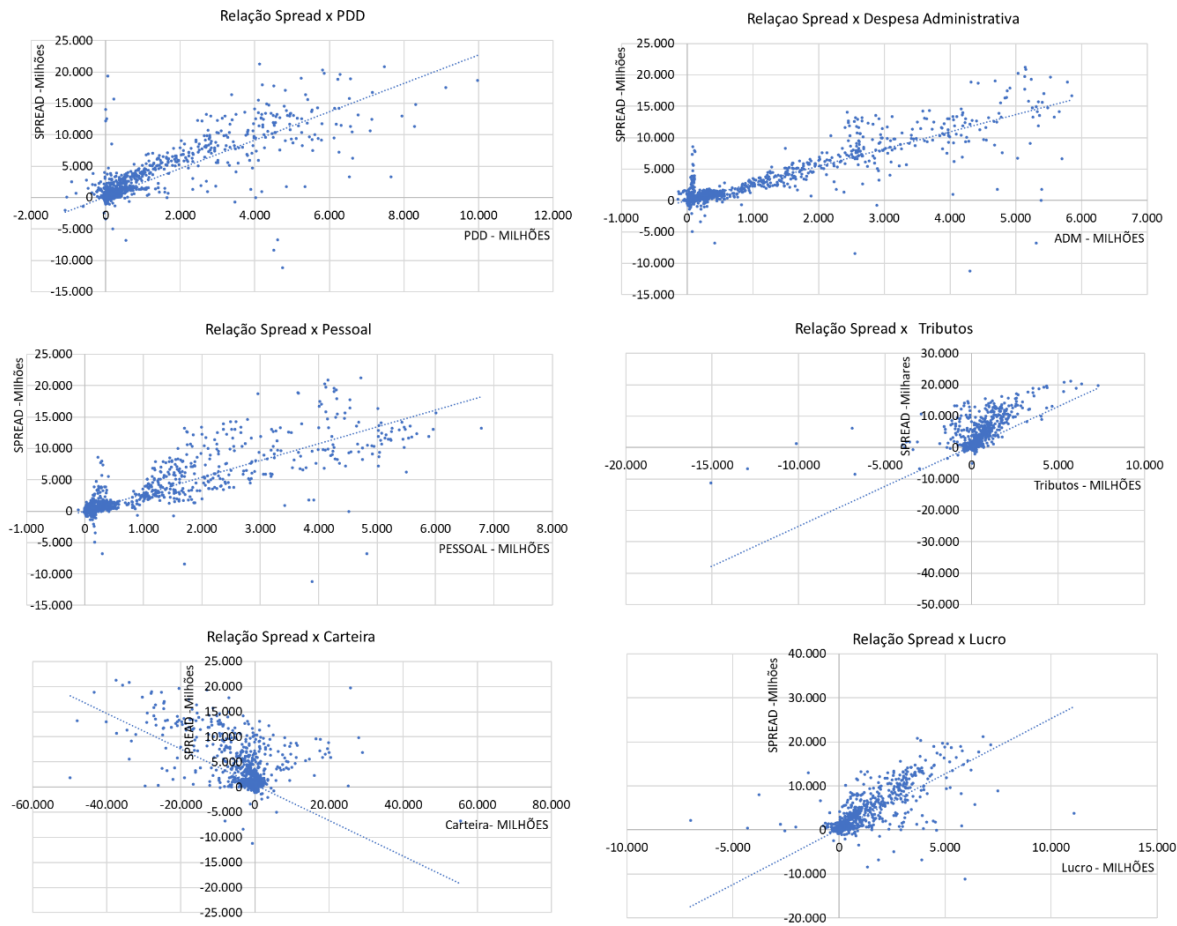 Relação Spread x PDD
SPREAD -Milhões
25.000
20.000
15.000
10.000
5.000
0
-5.000
-10.000
-15.000
-2.000 0 2.000 4.000 6.000 8.000 10.000 12.000
PDD - MILHÕES
Relaçao Spread x Despesa Administrativa
SPREAD -Milhões
25.000
20.000
15.000
10.000
5.000
0
-5.000
-10.000
-15.000
-1.000 0 1.000 2.000 3.000 4.000 5.000 6.000 7.000
ADM - MILHÕES
Relação Spread x Pessoal
SPREAD -MIlhões
25.000
20.000
15.000
10.000
5.000
0
-5.000
-10.000
-15.000
-1.000 0 1.000 2.000 3.000 4.000 5.000 6.000 7.000 8.000
PESSOAL - MILHÕES
Relação Spread x Tributos
SPREAD -Milhares
30.000
20.000
10.000
0
-10.000
-20.000
-30.000
-40.000
-50.000
-20.000 -15.000 -10.000 -5.000 0 5.000 10.000
Tributos - MILHÕES
Relação Spread x Carteira
SPREAD -Milhões
25.000
20.000
15.000
10.000
5.000
0
-5.000
-10.000
-15.000
-20.000
-25.000
-60.000 -40.000 -20.000 0 20.000 40.000 60.000 80.000
Carteira- MILHÕES
Relação Spread x Lucro
SPREAD -Milhões
40.000
30.000
20.000
10.000
0
-10.000
-20.000
-10.000 -5.000 0 5.000 10.000 15.000
Lucro - MILHÕES